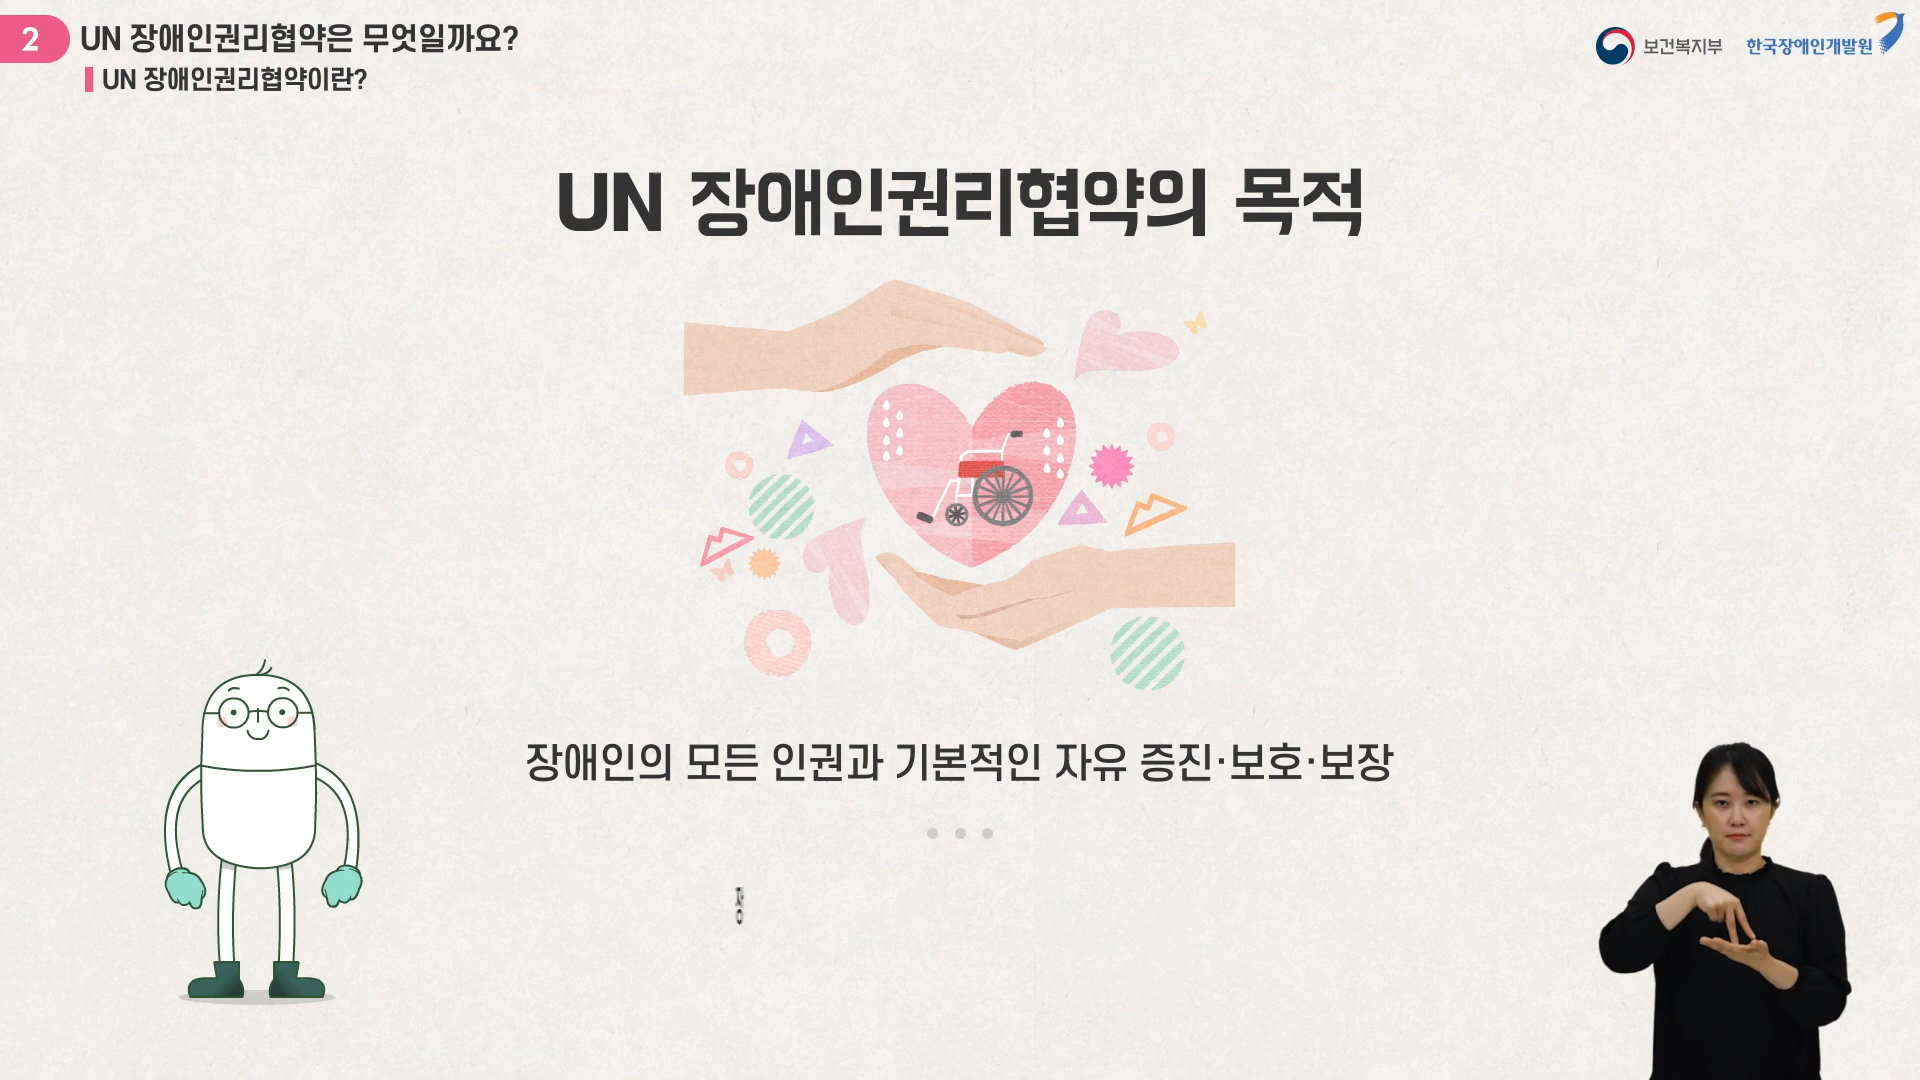 2
UN 장애인권리협약은 무엇일까요?
UN 장애인권리협약이란?
보건복지부
한국장애인개발원
UN 장애인권리협약의 목적
장애인의 모든 인권과 기본적인 자유 증진·보호·보장
장